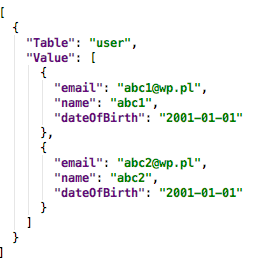 [
  {
    "Table": "user",
    "Value": [
      {
        "email": "abc1@wp.pl",
        "name": "abc1",
        "dateOfBirth": "2001-01-01"
      },
      {
        "email": "abc2@wp.pl",
        "name": "abc2",
        "dateOfBirth": "2001-01-01"
      }
    ]
  }
]